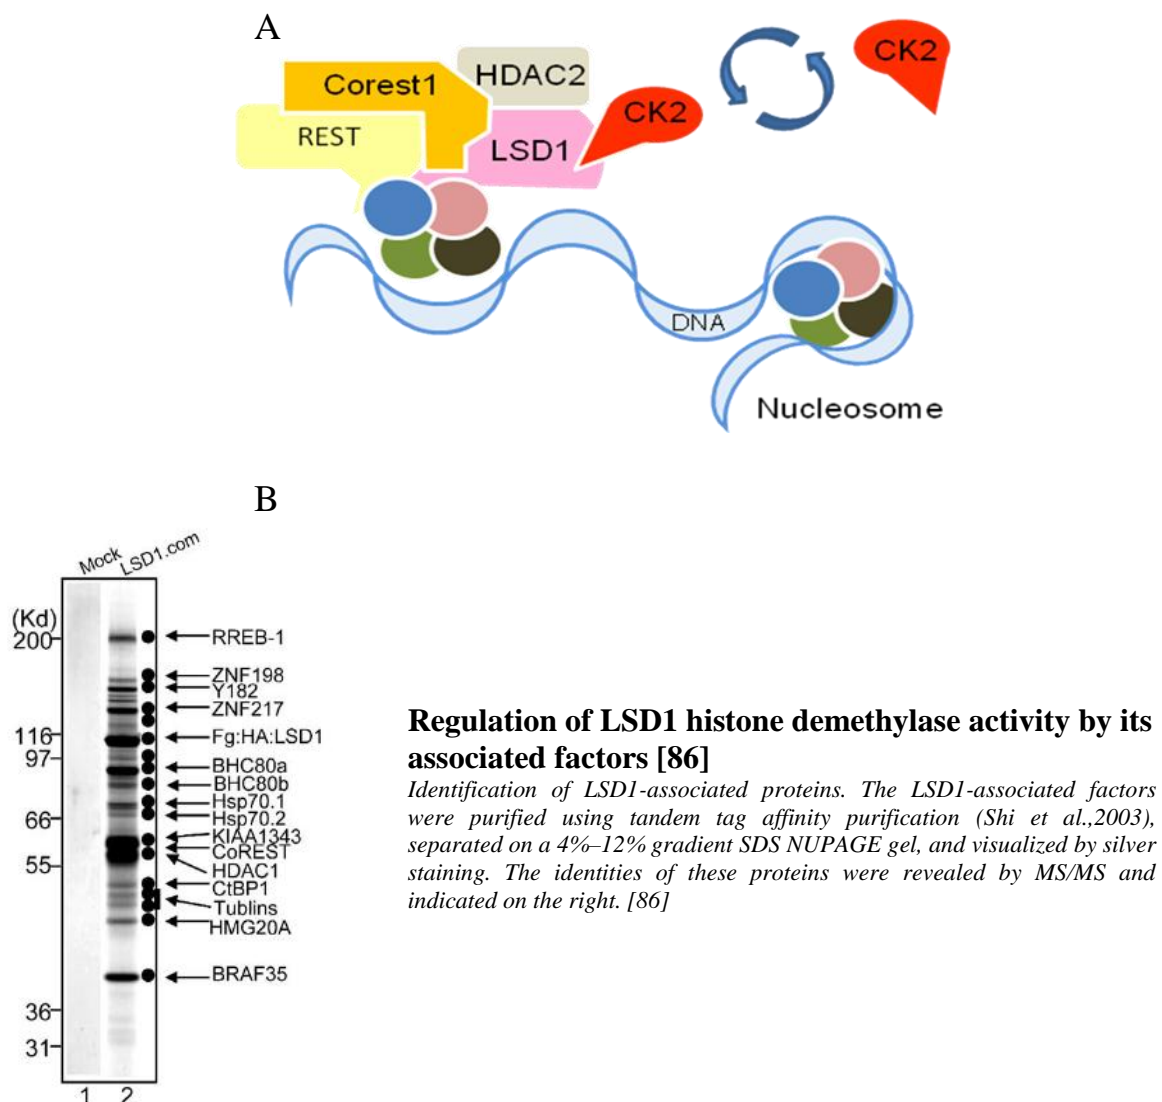 A
Corest1
HDAC2
CK2
CK2
REST
LSD1
DNA
Nucleosome
B
Mock
LSD1.com
(Kd)
200
116
97
66
55
36
31
RREB-1
ZNF198
Y182
ZNF217
Fg:HA:LSD1
BHC80a
BHC80b
Hsp70.1
Hsp70.2
KIAA1343
CoREST
HDAC1
CtBP1
Tublins
HMG20A
BRAF35
1 2
Regulation of LSD1 histone demethylase activity by its
associated factors [86]
Identification of LSD1-associated proteins. The LSD1-associated factors
were purified using tandem tag affinity purification (Shi et al.,2003),
separated on a 4%–12% gradient SDS NUPAGE gel, and visualized by silver
staining. The identities of these proteins were revealed by MS/MS and
indicated on the right. [86]